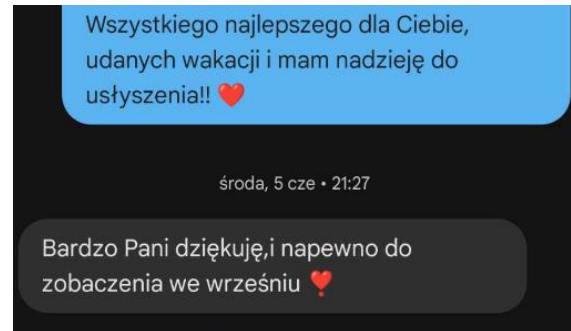 Wszystkiego najlepszego dla Ciebie,
udanych wakacji i mam nadzieję do
usłyszenia!! ❤️
środa, 5 cze • 21:27
Bardzo Pani dziękuję,i napewno do
zobaczenia we wrześniu ❣️